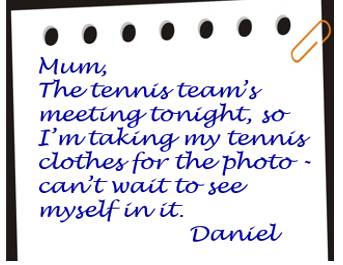 Mum,
The tennis team's
meeting tonight, so
I'm taking my tennis
clothes for the photo -
can't wait to see
myself in it.
Daniel